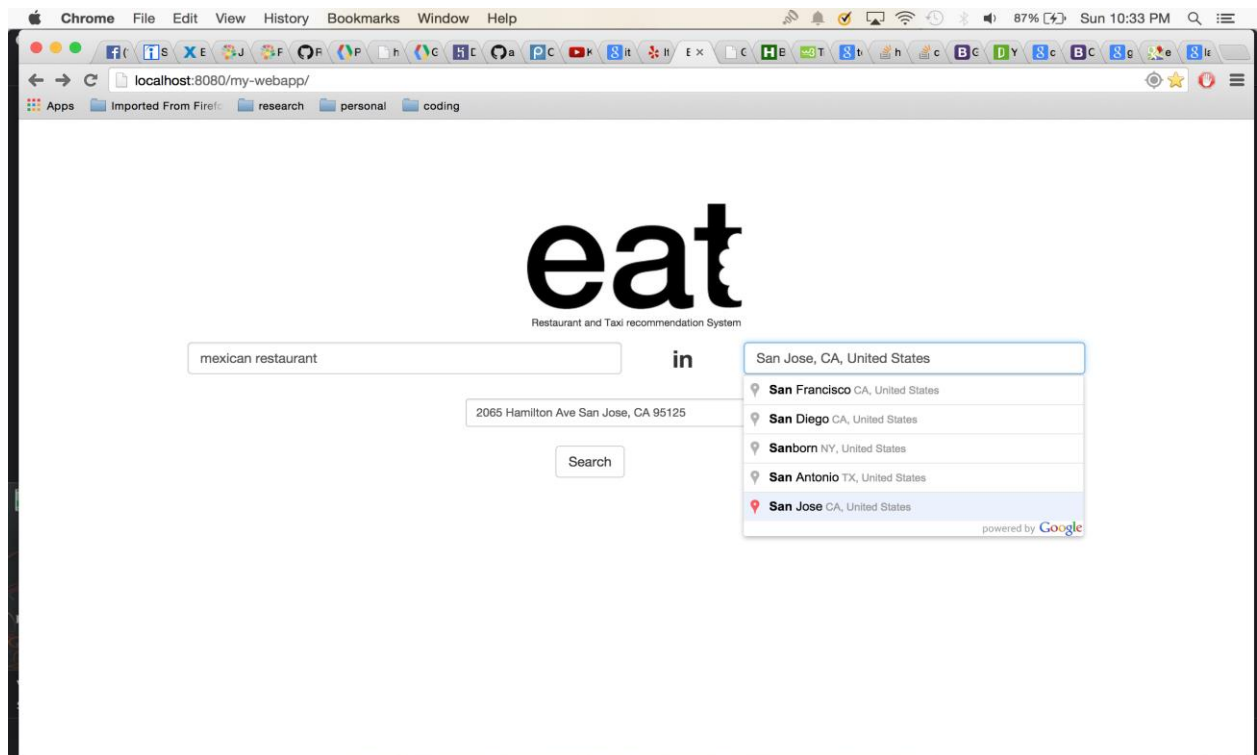 Chrome File Edit View History Bookmarks Window Help 87% Sun 10:33 PM
localhost:8080/my-webapp/
Apps Imported From Firefo research personal coding
eat
Restaurant and Taxi recommendation System
mexican restaurant in San Jose, CA, United States
San Francisco CA, United States
2065 Hamilton Ave San Jose, CA 95125
San Diego CA, United States
Sanborn NY, United States
Search
San Antonio TX, United States
San Jose CA, United States
powered by Google